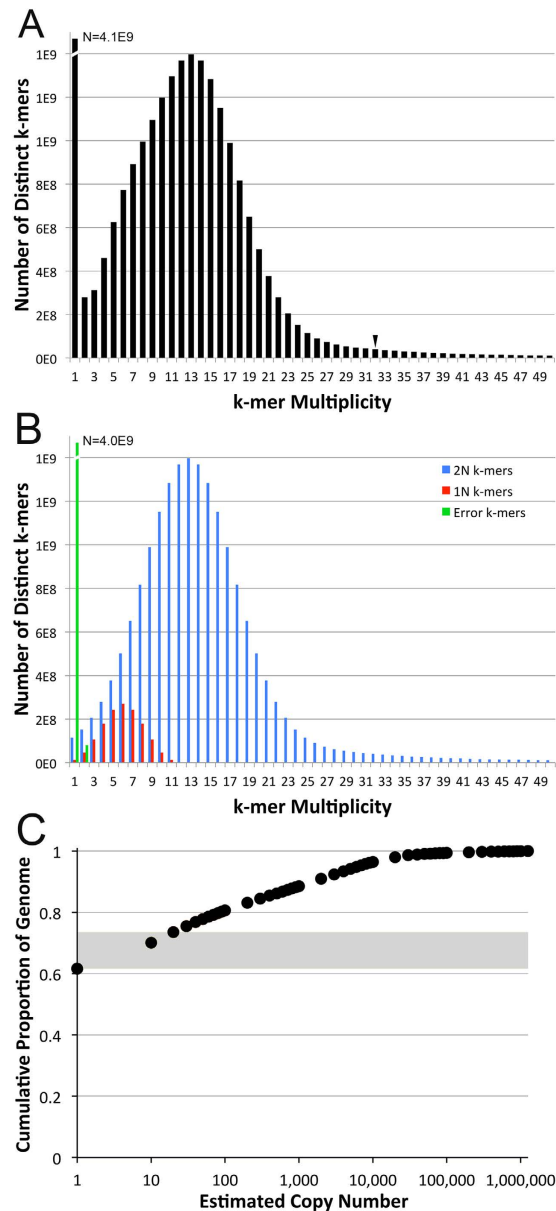 A
N=4.1E9
1E9
1E9
1E9
8E8
6E8
4E8
2E8
0E0
Number of Distinct k-mers
1 3 5 7 9 11 13 15 17 19 21 23 25 27 29 31 33 35 37 39 41 43 45 47 49
k-mer Multiplicity
B
N=4.0E9
1E9
1E9
1E9
8E8
6E8
4E8
2E8
0E0
Number of Distinct k-mers
2N k-mers
1N k-mers
Error k-mers
1 3 5 7 9 11 13 15 17 19 21 23 25 27 29 31 33 35 37 39 41 43 45 47 49
k-mer Multiplicity
C
1
0.8
0.6
0.4
0.2
0
Cumulative Proportion of Genome
1 10 100 1,000 10,000 100,000 1,000,000
Estimated Copy Number